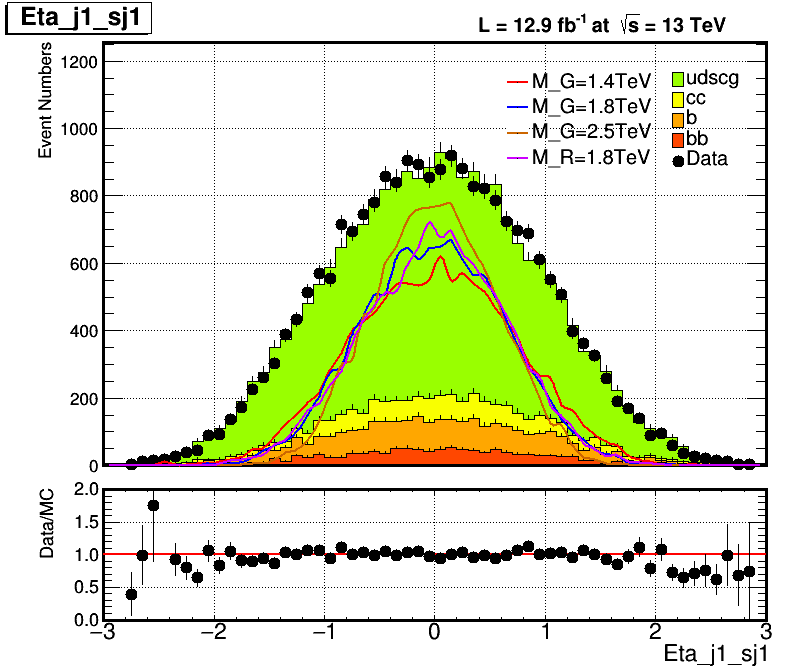 Eta_j1_sj1
L = 12.9 fb⁻¹ at √s = 13 TeV
Event Numbers
1200
1000
800
600
400
200
0
M_G=1.4TeV
M_G=1.8TeV
M_G=2.5TeV
M_R=1.8TeV
udscg
cc
b
bb
Data
Data/MC
2.0
1.5
1.0
0.5
0.0
−3 −2 −1 0 1 2 3
Eta_j1_sj1